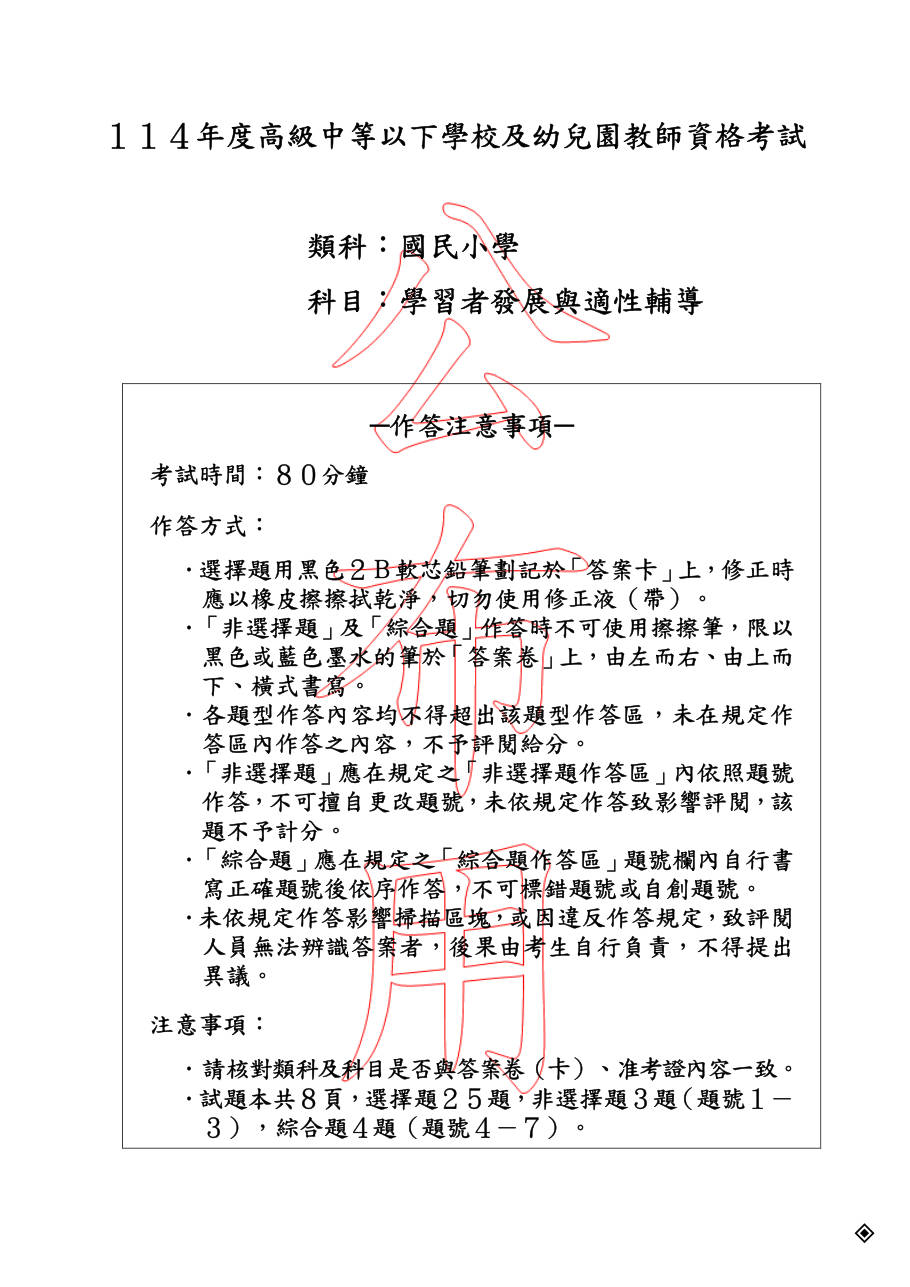 114年度高級中等以下學校及幼兒園教師資格考試
類科：國民小學
科目：學習者發展與適性輔導
—作答注意事項—
考試時間：80分鐘
作答方式：
·選擇題用黑色2B軟芯鉛筆劃記於「答案卡」上，修正時
應以橡皮擦擦拭乾淨，切勿使用修正液（帶）。
·「非選擇題」及「綜合題」作答時不可使用擦擦筆，限以
黑色或藍色墨水的筆於「答案卷」上，由左而右、由上而
下、橫式書寫。
·各題型作答內容均不得超出該題型作答區，未在規定作
答區內作答之內容，不予評閱給分。
·「非選擇題」應在規定之「非選擇題作答區」內依照題號
作答，不可擅自更改題號，未依規定作答致影響評閱，該
題不予計分。
·「綜合題」應在規定之「綜合題作答區」題號欄內自行書
寫正確題號後依序作答，不可標錯題號或自創題號。
·未依規定作答影響掃描區塊，或因違反作答規定，致評閱
人員無法辨識答案者，後果由考生自行負責，不得提出
異議。
注意事項：
·請核對類科及科目是否與答案卷（卡）、准考證內容一致。
·試題本共8頁，選擇題25題，非選擇題3題（題號1－
3），綜合題4題（題號4－7）。
公布用